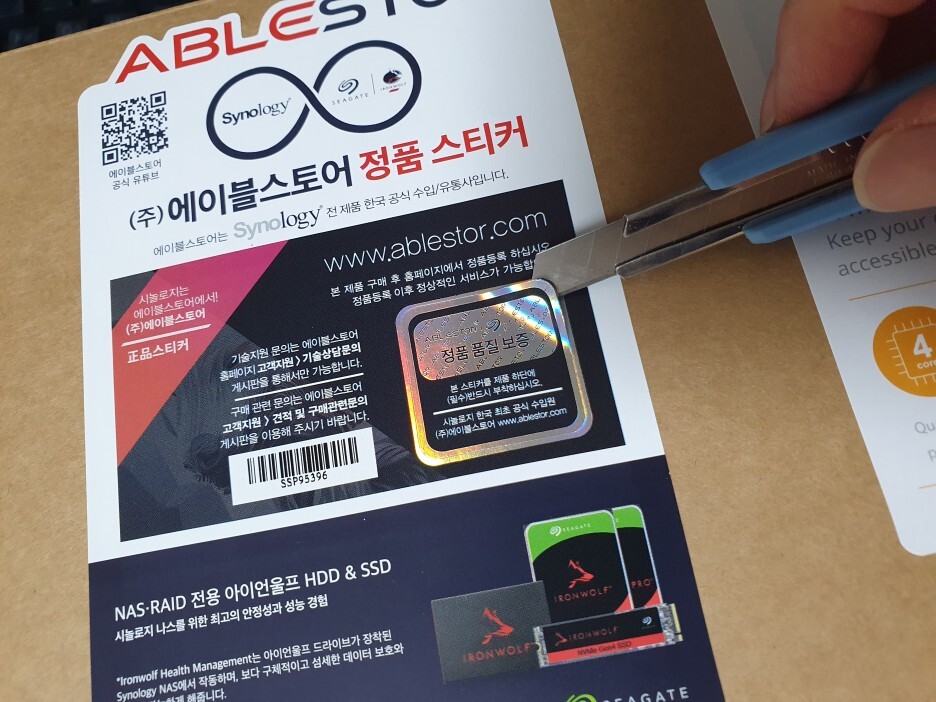 ABLESTO
Synology®
SEAGATE
IRONWOLF
에이블스토어
공식 유튜브
(주)에이블스토어 정품 스티커
에이블스토어는 Synology® 전 제품 한국 공식 수입/유통사입니다.
www.ablestor.com
본 제품 구매 후 홈페이지에서 정품등록 하십시오
정품등록 이후 정상적인 서비스가 가능합
시놀로지는
에이블스토어에서!
(주)에이블스토어
正品스티커
기술지원 문의는 에이블스토어
홈페이지 고객지원 > 기술상담문의
게시판을 통해서만 가능합니다.
구매 관련 문의는 에이블스토어
고객지원 > 견적 및 구매관련문의
게시판을 이용해 주시기 바랍니다.
SSP95396
ABLESTOR
정품 품질 보증
본 스티커를 제품 하단에
(필수)반드시 부착하십시오.
시놀로지 한국 최초 공식 수입원
(주)에이블스토어 www.ablestor.com
NAS·RAID 전용 아이언울프 HDD & SSD
시놀로지 나스를 위한 최고의 안정성과 성능 경험
*Ironwolf Health Management는 아이언울프 드라이브가 장착된
Synology NAS에서 작동하며, 보다 구체적이고 섬세한 데이터 보호와
SEAGATE
IRONWOLF
PRO
IRONWOLF
IRONWOLF
NVMe Gen4 SSD
SEAGATE
Keep your
accessible
4
core
Qu